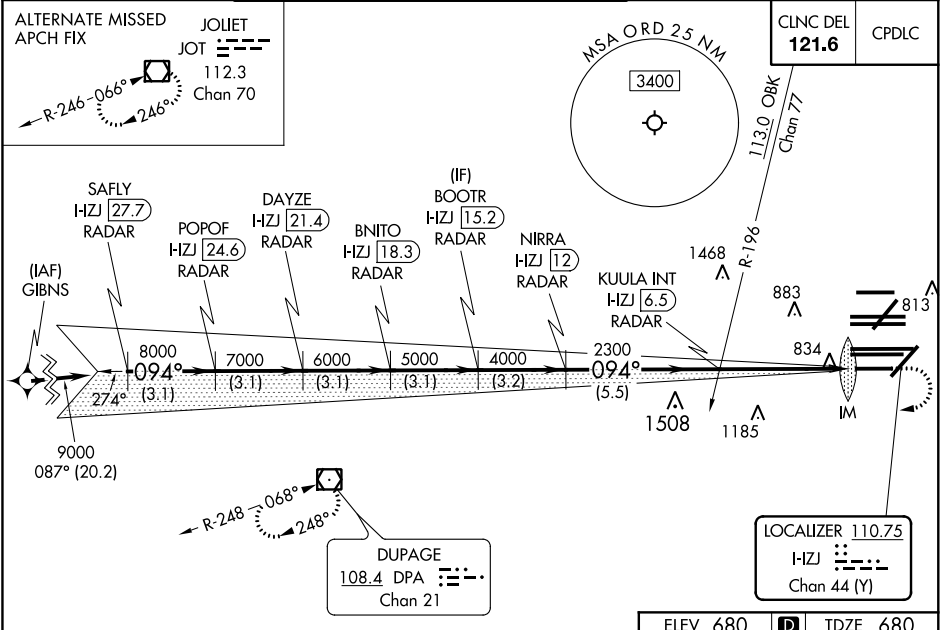 ALTERNATE MISSED
APCH FIX
JOLIET
JOT
112.3
Chan 70
R-246
066°
246°
MSA ORD 25 NM
3400
CLNC DEL
121.6
CPDLC
113.0 OBK
Chan 77
R-196
(IAF)
GIBNS
SAFLY
I-IZJ 27.7
RADAR
POPOF
I-IZJ 24.6
RADAR
DAYZE
I-IZJ 21.4
RADAR
BNITO
I-IZJ 18.3
RADAR
(IF)
BOOTR
I-IZJ 15.2
RADAR
NIRRA
I-IZJ 12
RADAR
KUULA INT
I-IZJ 6.5
RADAR
1468
883
813
834
8000
094°
(3.1)
274°
7000
(3.1)
6000
(3.1)
5000
(3.1)
4000
(3.2)
2300
094°
(5.5)
1508
1185
IM
9000
087° (20.2)
R-248
068°
248°
DUPAGE
108.4 DPA
Chan 21
LOCALIZER 110.75
I-IZJ
Chan 44 (Y)
ELEV 680
D
TDZE 680